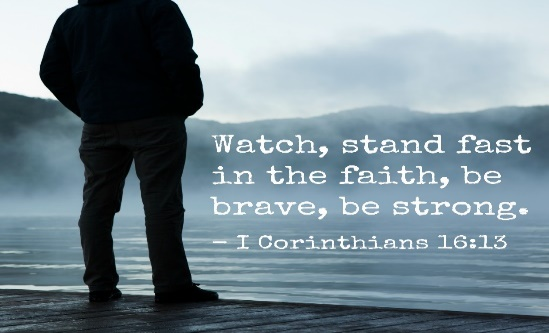 Watch, stand fast
in the faith, be
brave, be strong.
– I Corinthians 16:13